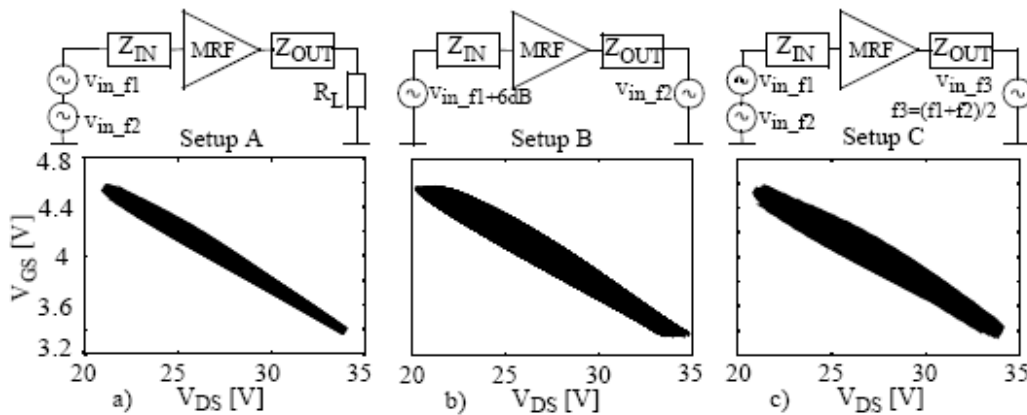 Z_IN MRF Z_OUT
v_in_f1
v_in_f2
R_L
Setup A
Z_IN MRF Z_OUT
v_in_f1+6dB
v_in_f2
Setup B
Z_IN MRF Z_OUT
v_in_f1
v_in_f2
v_in_f3
f3=(f1+f2)/2
Setup C
V_GS [V]
4.8
4.4
4
3.6
3.2
20 25 30 35
a) V_DS [V]
20 25 30 35
b) V_DS [V]
20 25 30 35
c) V_DS [V]